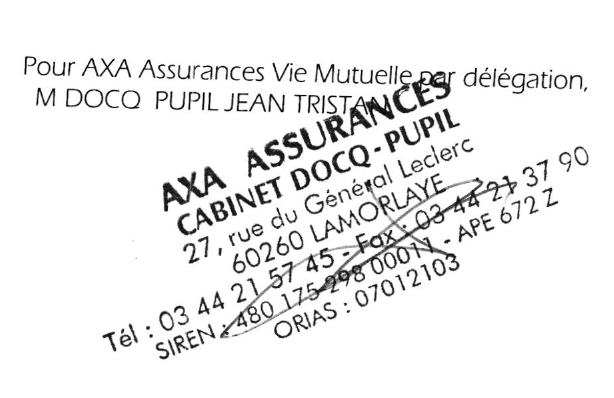 Pour AXA Assurances Vie Mutuelle par délégation,
M DOCQ PUPIL JEAN TRISTAN
AXA ASSURANCES
CABINET DOCQ-PUPIL
27, rue du Général Leclerc
60260 LAMORLAYE
Tél : 03 44 21 57 45 - Fax : 03 44 21 37 90
SIREN : 480 175 298 00011 - APE 672 Z
ORIAS : 07012103